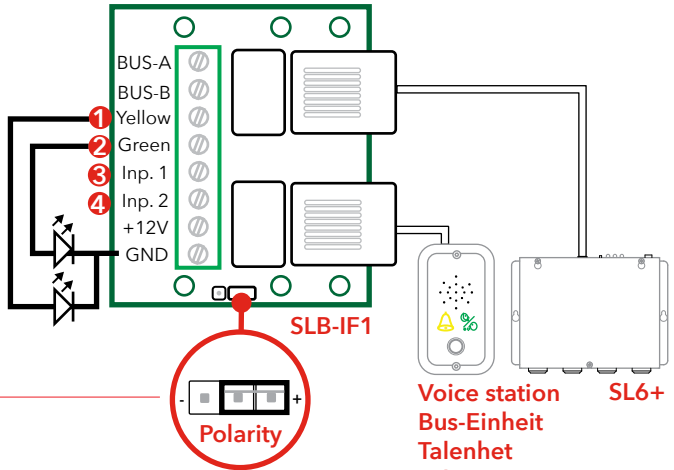 BUS-A
BUS-B
1 Yellow
2 Green
3 Inp. 1
4 Inp. 2
+12V
GND
SLB-IF1
- +
Polarity
Voice station
Bus-Einheit
Talenhet
SL6+